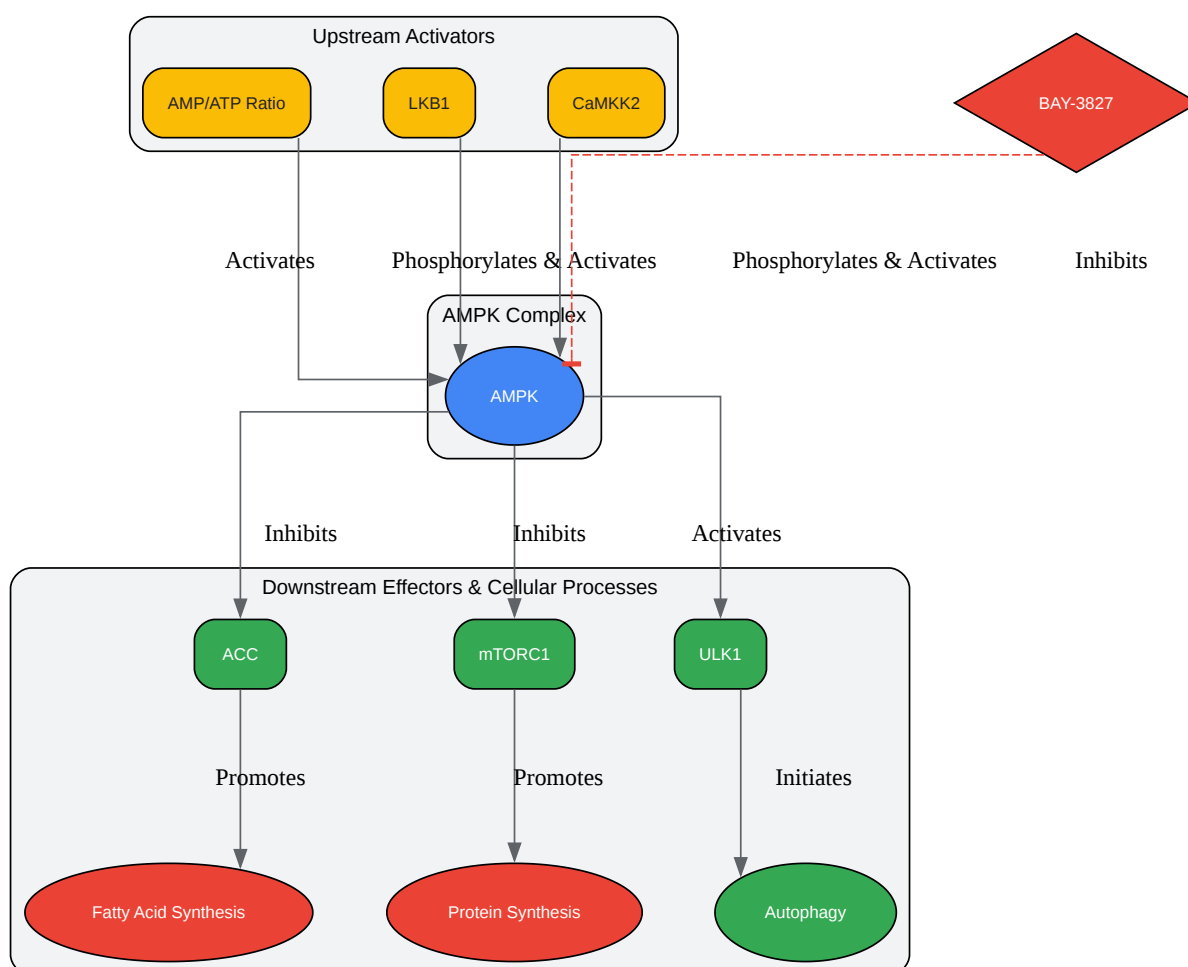 Upstream Activators
AMP/ATP Ratio
LKB1
CaMKK2
BAY-3827
Activates
Phosphorylates & Activates
Phosphorylates & Activates
Inhibits
AMPK Complex
AMPK
Inhibits
Inhibits
Activates
Downstream Effectors & Cellular Processes
ACC
mTORC1
ULK1
Promotes
Promotes
Initiates
Fatty Acid Synthesis
Protein Synthesis
Autophagy